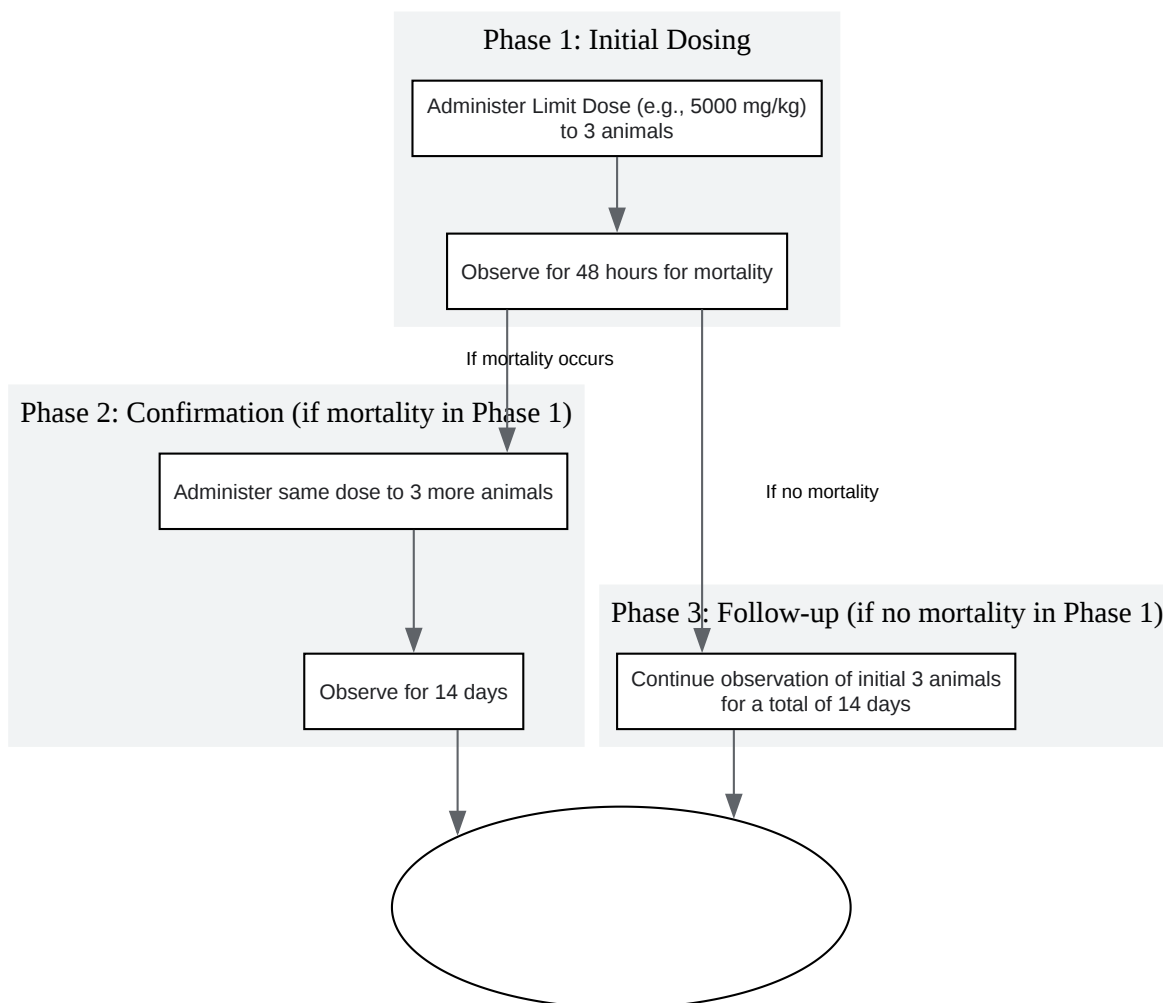 Phase 1: Initial Dosing
Administer Limit Dose (e.g., 5000 mg/kg)
to 3 animals
Observe for 48 hours for mortality
If mortality occurs
Phase 2: Confirmation (if mortality in Phase 1)
Administer same dose to 3 more animals
If no mortality
Observe for 14 days
Phase 3: Follow-up (if no mortality in Phase 1)
Continue observation of initial 3 animals
for a total of 14 days